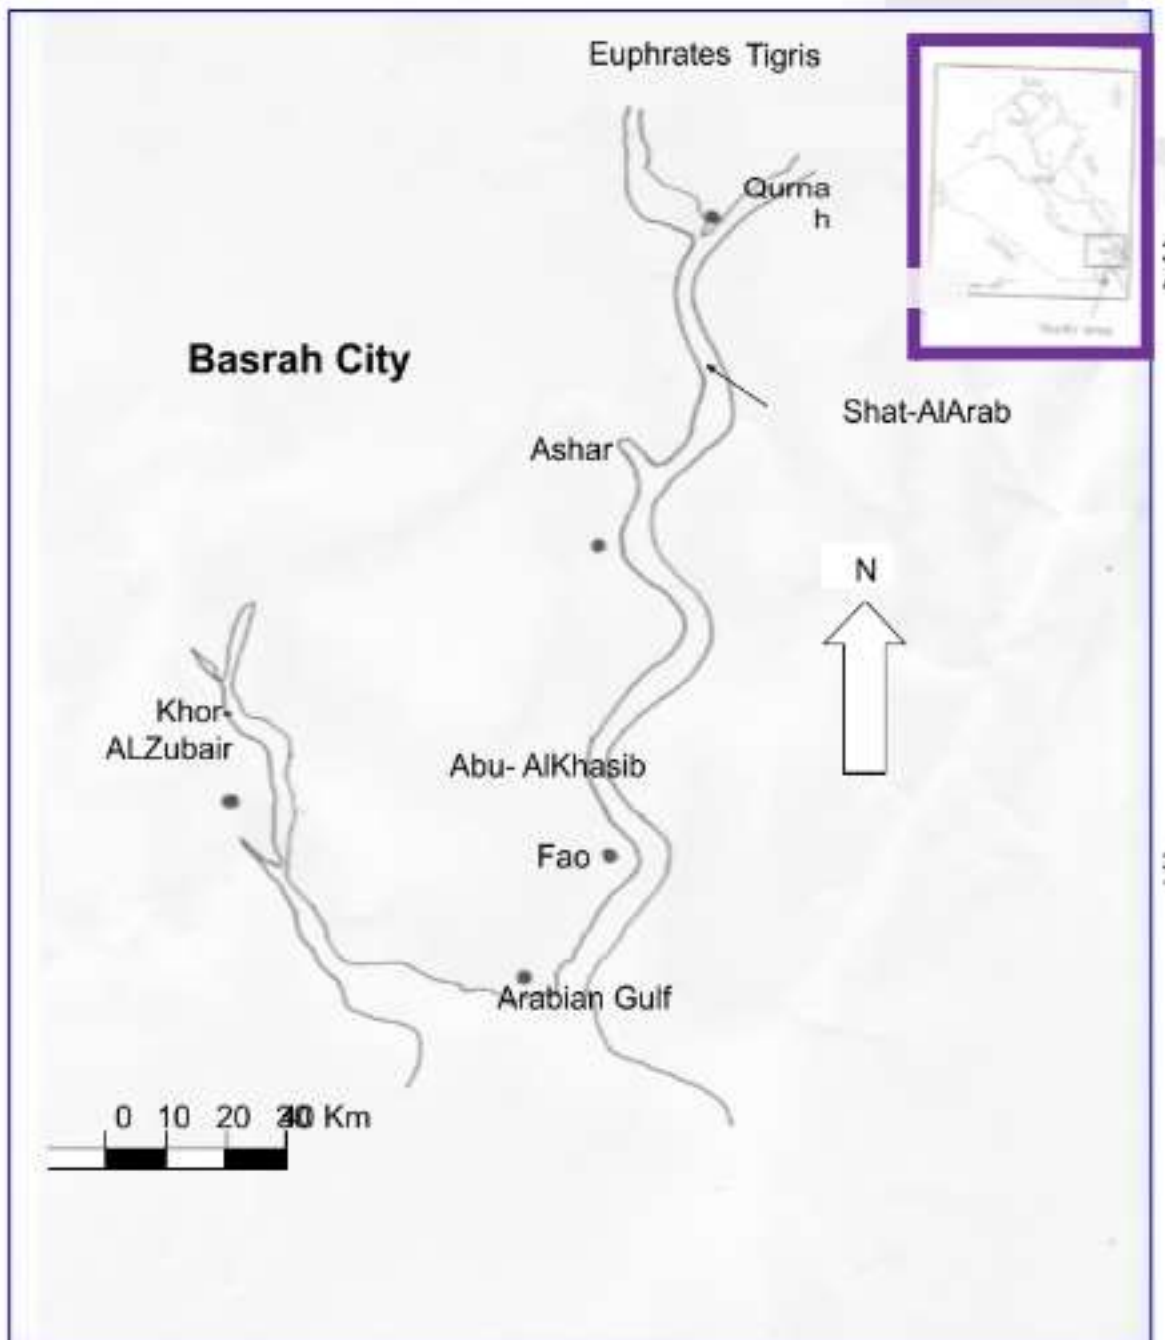 Euphrates Tigris
Qurna
h
Basrah City
Shat-AlArab
Ashar
N
Khor
ALZubair
Abu- AlKhasib
Fao
Arabian Gulf
0 10 20 30 40 Km